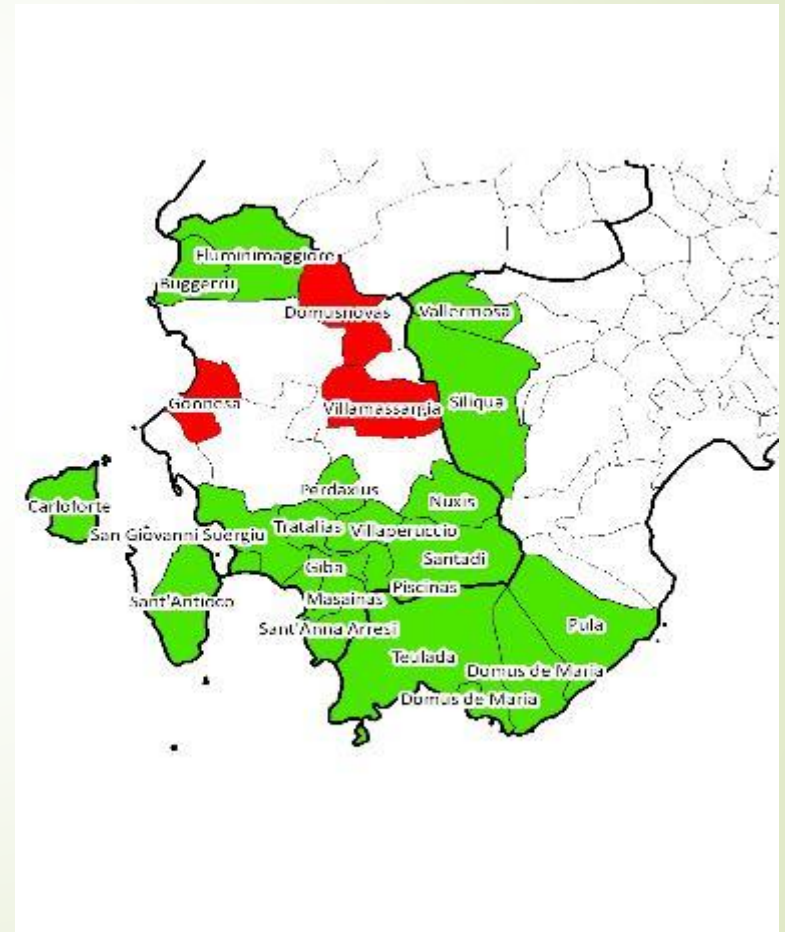 Fluminimaggiore
Buggerru
Domusnovas
Vallermosa
Gonnesa
Villamassargia
Siliqua
Perdaxius
Nuxis
Carloforte
Tratalias
Villaperuccio
San Giovanni Suergiu
Santadi
Giba
Piscinas
Sant'Antioco
Masainas
Sant'Anna Arresi
Pula
Teulada
Domus de Maria
Domus de Maria